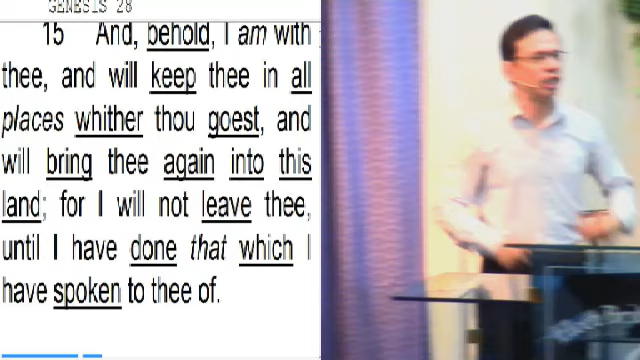 GENESIS 28
15 And, behold, I am with
thee, and will keep thee in all
places whither thou goest, and
will bring thee again into this
land; for I will not leave thee,
until I have done that which I
have spoken to thee of.